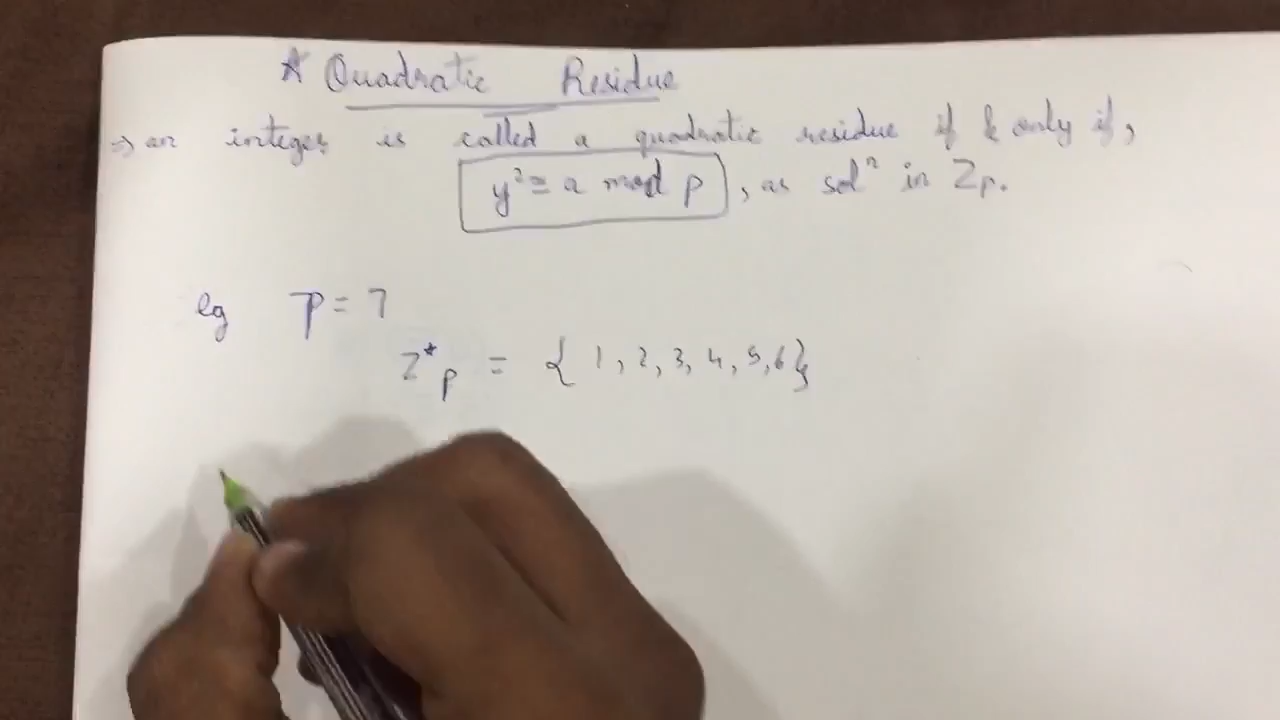 * Quadratic Residue
⇒ an integer is called a quadratic residue if & only if,
y² ≡ a mod p , as solⁿ in Zp.
eg p = 7
Z*p = { 1, 2, 3, 4, 5, 6}